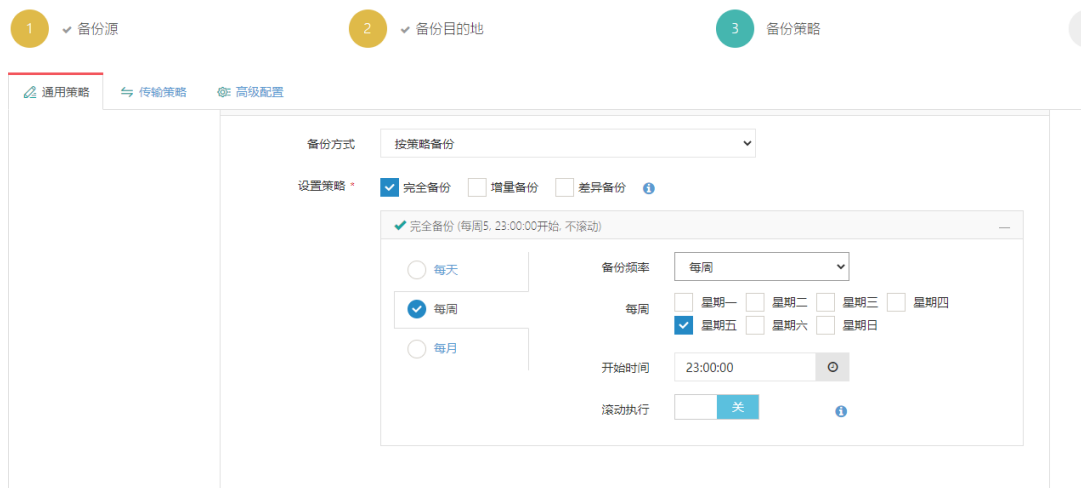 1 备份源 2 备份目的地 3 备份策略
通用策略 传输策略 高级配置
备份方式 按策略备份
设置策略 * 完全备份 增量备份 差异备份
完全备份 (每周5, 23:00:00开始, 不滚动)
每天 备份频率 每周
每周 每周 星期一 星期二 星期三 星期四
星期五 星期六 星期日
每月
开始时间 23:00:00
滚动执行 关